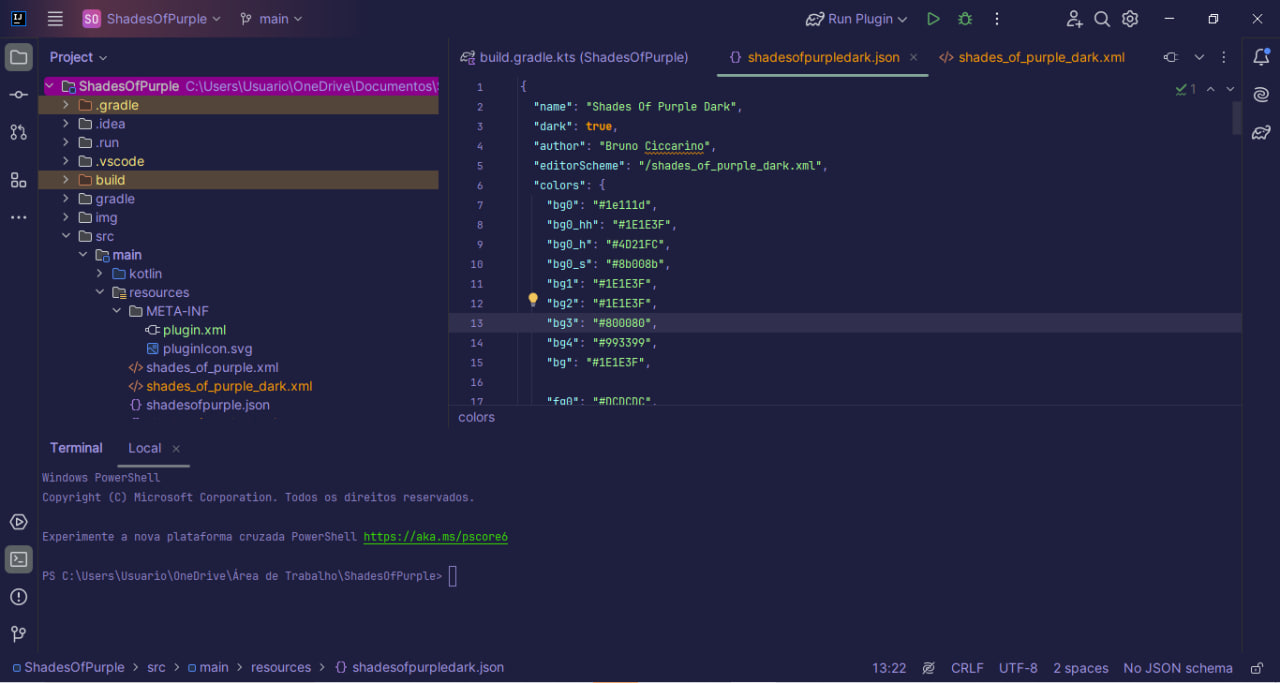 SO ShadesOfPurple main Run Plugin
Project
ShadesOfPurple C:\Users\Usuario\OneDrive\Documentos\
.gradle
.idea
.run
.vscode
build
gradle
img
src
main
kotlin
resources
META-INF
plugin.xml
pluginIcon.svg
shades_of_purple.xml
shades_of_purple_dark.xml
shadesofpurple.json
build.gradle.kts (ShadesOfPurple) shadesofpurpledark.json shades_of_purple_dark.xml
1 {
2 "name": "Shades Of Purple Dark",
3 "dark": true,
4 "author": "Bruno Ciccarino",
5 "editorScheme": "/shades_of_purple_dark.xml",
6 "colors": {
7 "bg0": "#1e111d",
8 "bg0_hh": "#1E1E3F",
9 "bg0_h": "#4D21FC",
10 "bg0_s": "#8b008b",
11 "bg1": "#1E1E3F",
12 "bg2": "#1E1E3F",
13 "bg3": "#800080",
14 "bg4": "#993399",
15 "bg": "#1E1E3F",
16
17 "fg0": "#DCDCDC",
1
colors
Terminal Local
Windows PowerShell
Copyright (C) Microsoft Corporation. Todos os direitos reservados.
Experimente a nova plataforma cruzada PowerShell https://aka.ms/pscore6
PS C:\Users\Usuario\OneDrive\Área de Trabalho\ShadesOfPurple>
ShadesOfPurple > src > main > resources > {} shadesofpurpledark.json
13:22 CRLF UTF-8 2 spaces No JSON schema